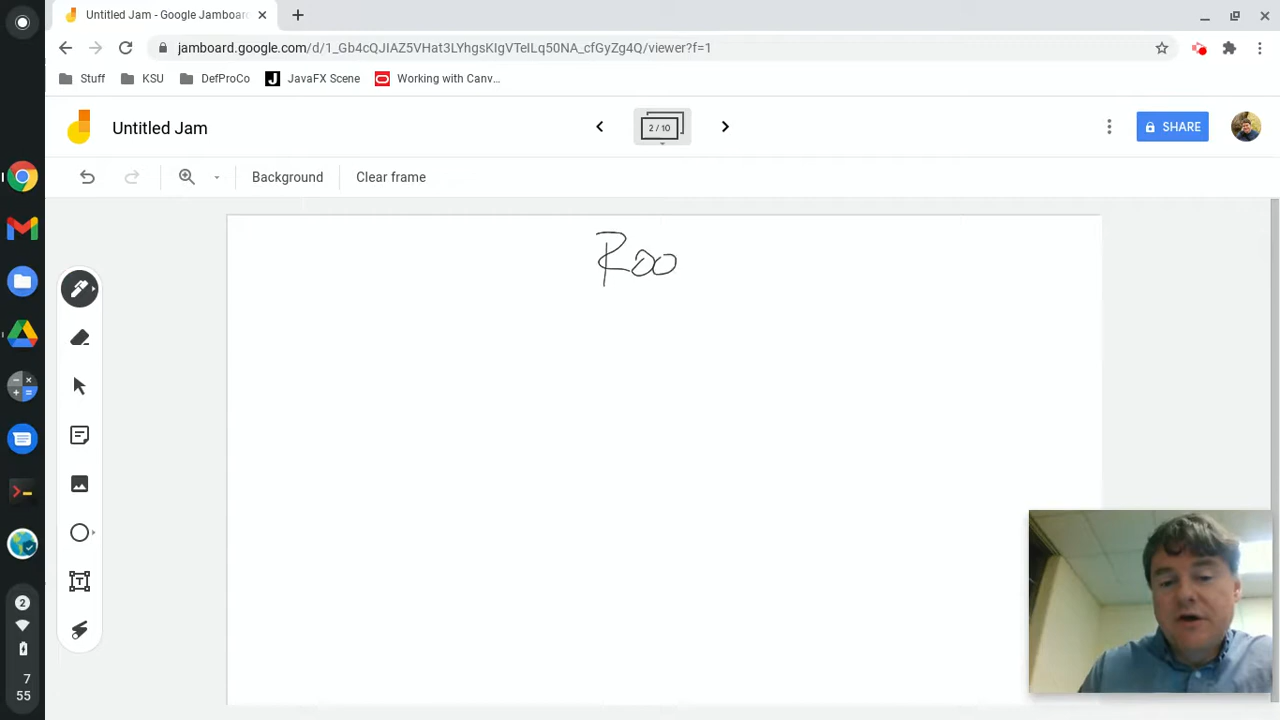 Untitled Jam - Google Jamboard
jamboard.google.com/d/1_Gb4cQJIAZ5VHat3LYhgsKIgVTeILq50NA_cfGyZg4Q/viewer?f=1
Stuff KSU DefProCo JavaFX Scene Working with Canv...
Untitled Jam
2 / 10
SHARE
Background Clear frame
Roo
2
7
55